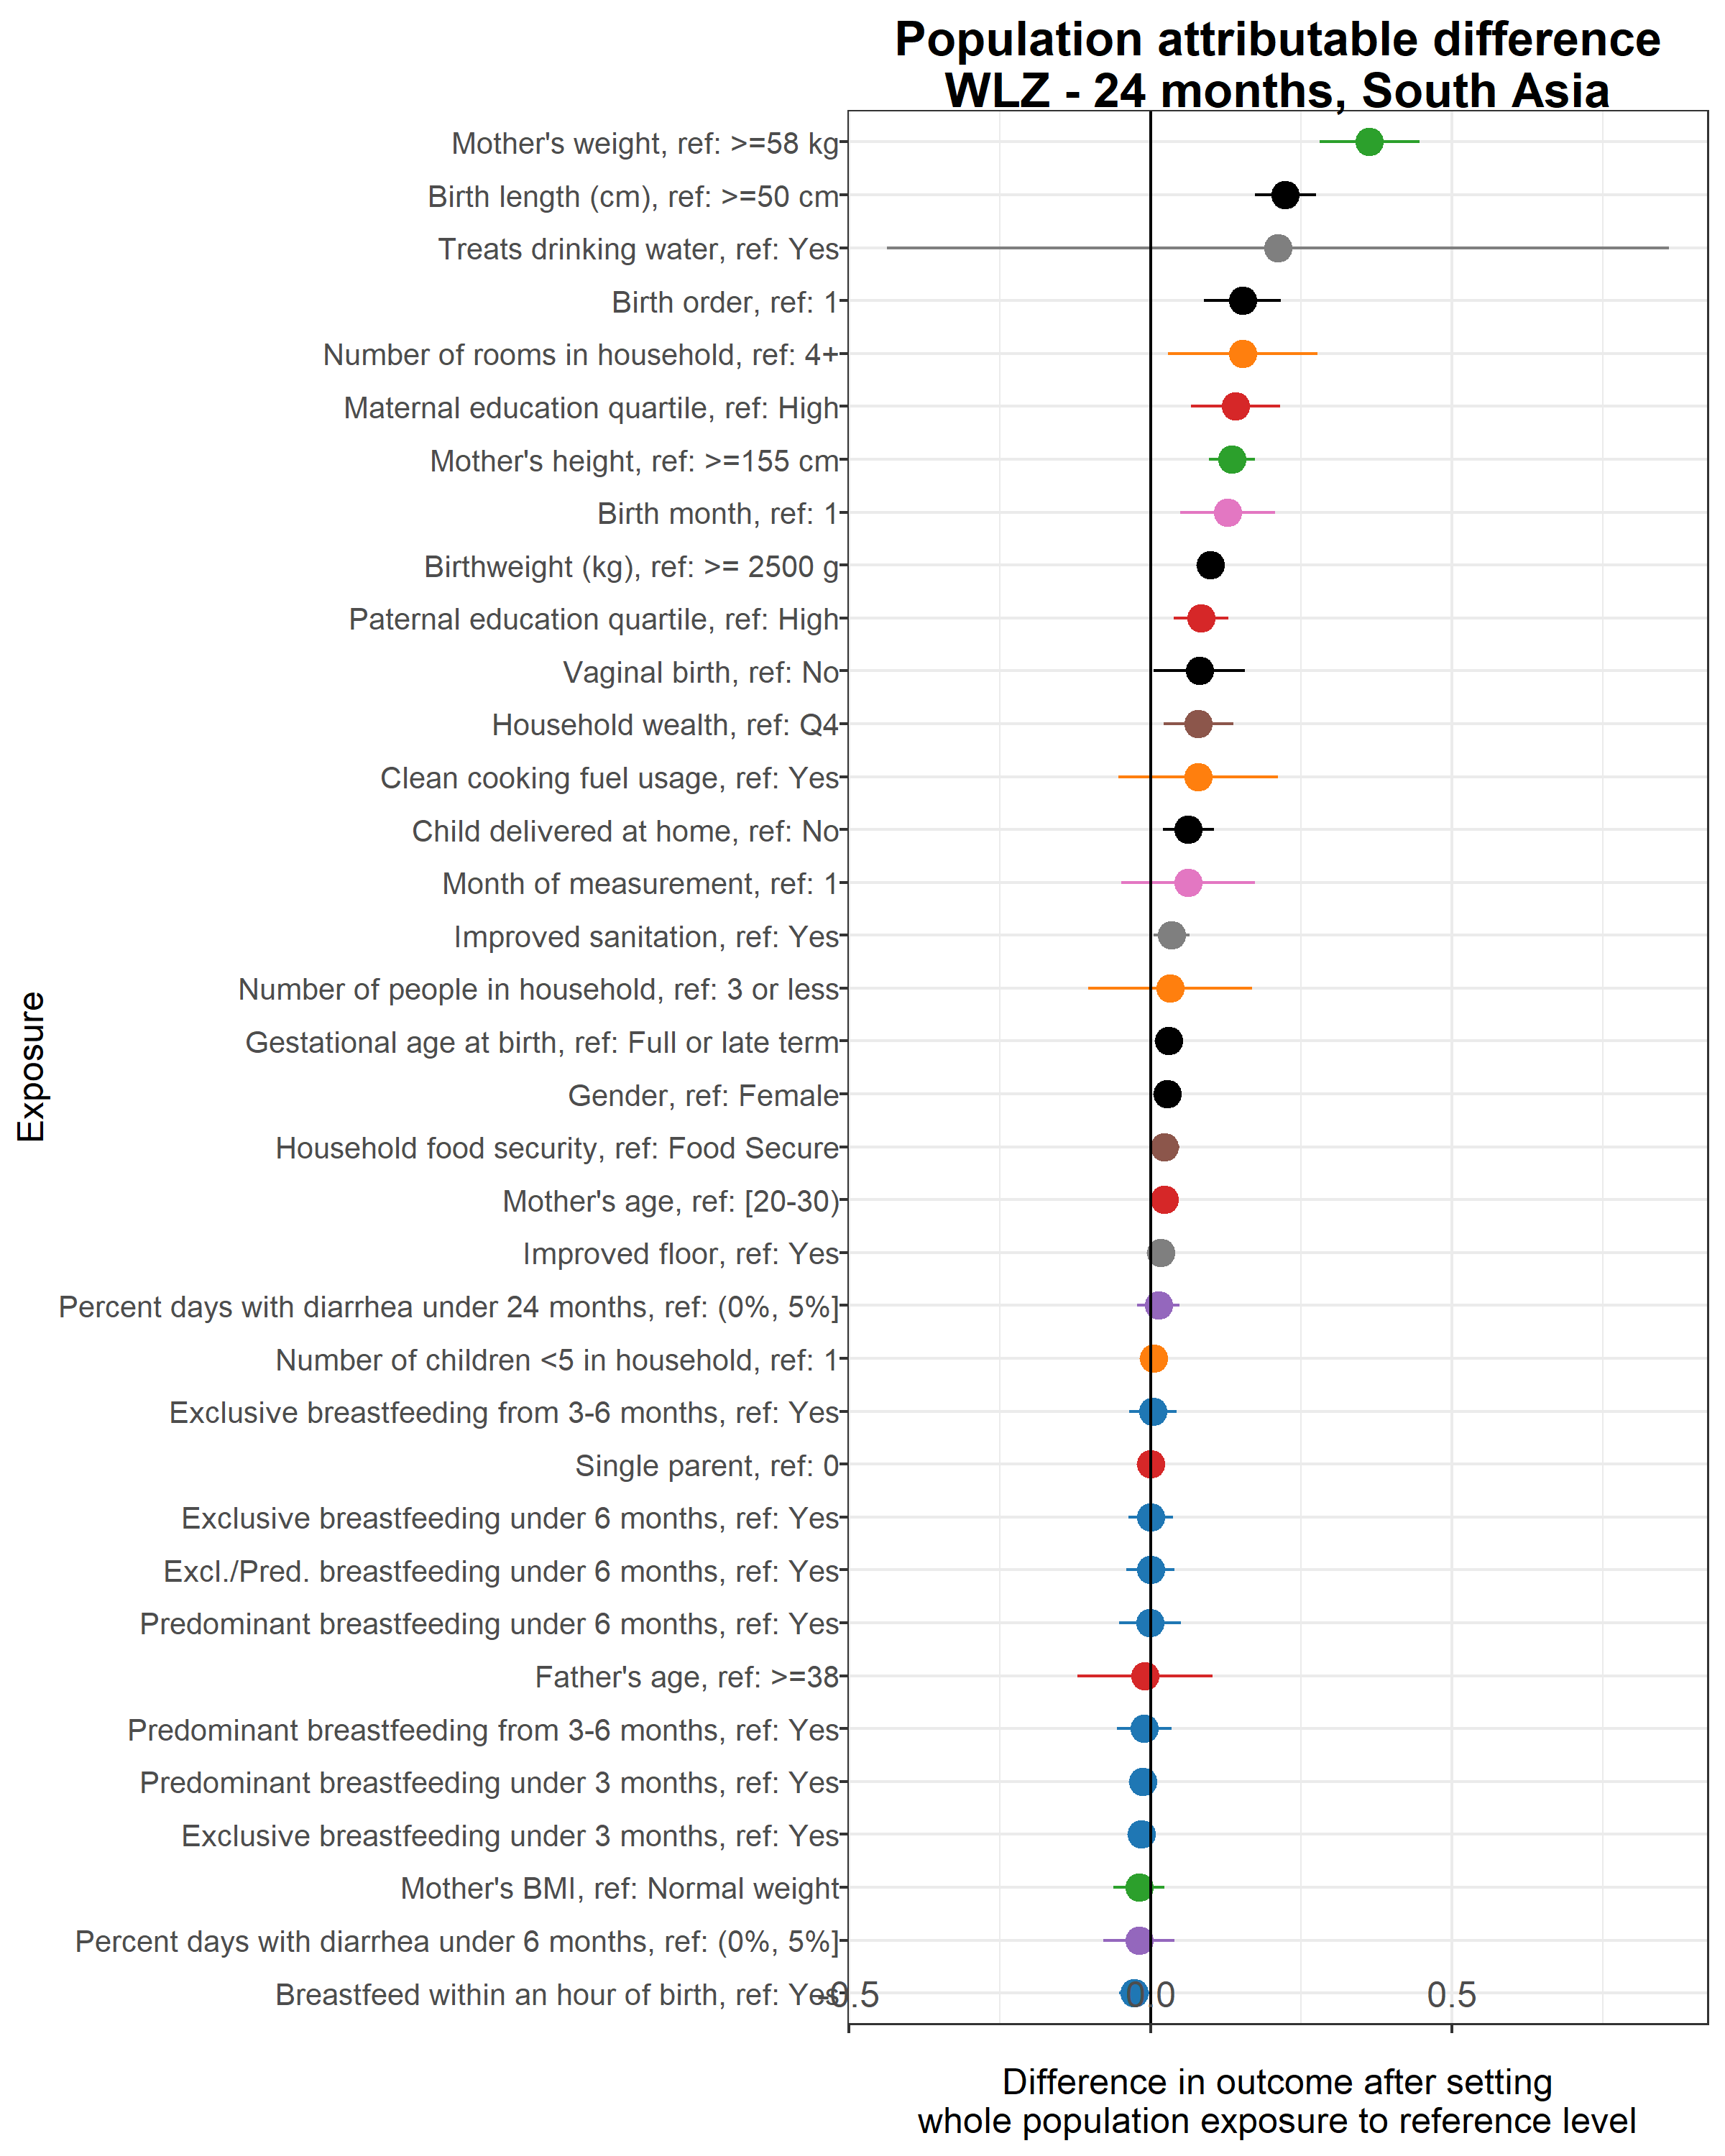 Population attributable difference
WLZ - 24 months, South Asia
Exposure
Mother's weight, ref: >=58 kg
Birth length (cm), ref: >=50 cm
Treats drinking water, ref: Yes
Birth order, ref: 1
Number of rooms in household, ref: 4+
Maternal education quartile, ref: High
Mother's height, ref: >=155 cm
Birth month, ref: 1
Birthweight (kg), ref: >= 2500 g
Paternal education quartile, ref: High
Vaginal birth, ref: No
Household wealth, ref: Q4
Clean cooking fuel usage, ref: Yes
Child delivered at home, ref: No
Month of measurement, ref: 1
Improved sanitation, ref: Yes
Number of people in household, ref: 3 or less
Gestational age at birth, ref: Full or late term
Gender, ref: Female
Household food security, ref: Food Secure
Mother's age, ref: [20-30)
Improved floor, ref: Yes
Percent days with diarrhea under 24 months, ref: (0%, 5%]
Number of children <5 in household, ref: 1
Exclusive breastfeeding from 3-6 months, ref: Yes
Single parent, ref: 0
Exclusive breastfeeding under 6 months, ref: Yes
Excl./Pred. breastfeeding under 6 months, ref: Yes
Predominant breastfeeding under 6 months, ref: Yes
Father's age, ref: >=38
Predominant breastfeeding from 3-6 months, ref: Yes
Predominant breastfeeding under 3 months, ref: Yes
Exclusive breastfeeding under 3 months, ref: Yes
Mother's BMI, ref: Normal weight
Percent days with diarrhea under 6 months, ref: (0%, 5%]
Breastfeed within an hour of birth, ref: Yes
-0.5 0.0 0.5
Difference in outcome after setting
whole population exposure to reference level